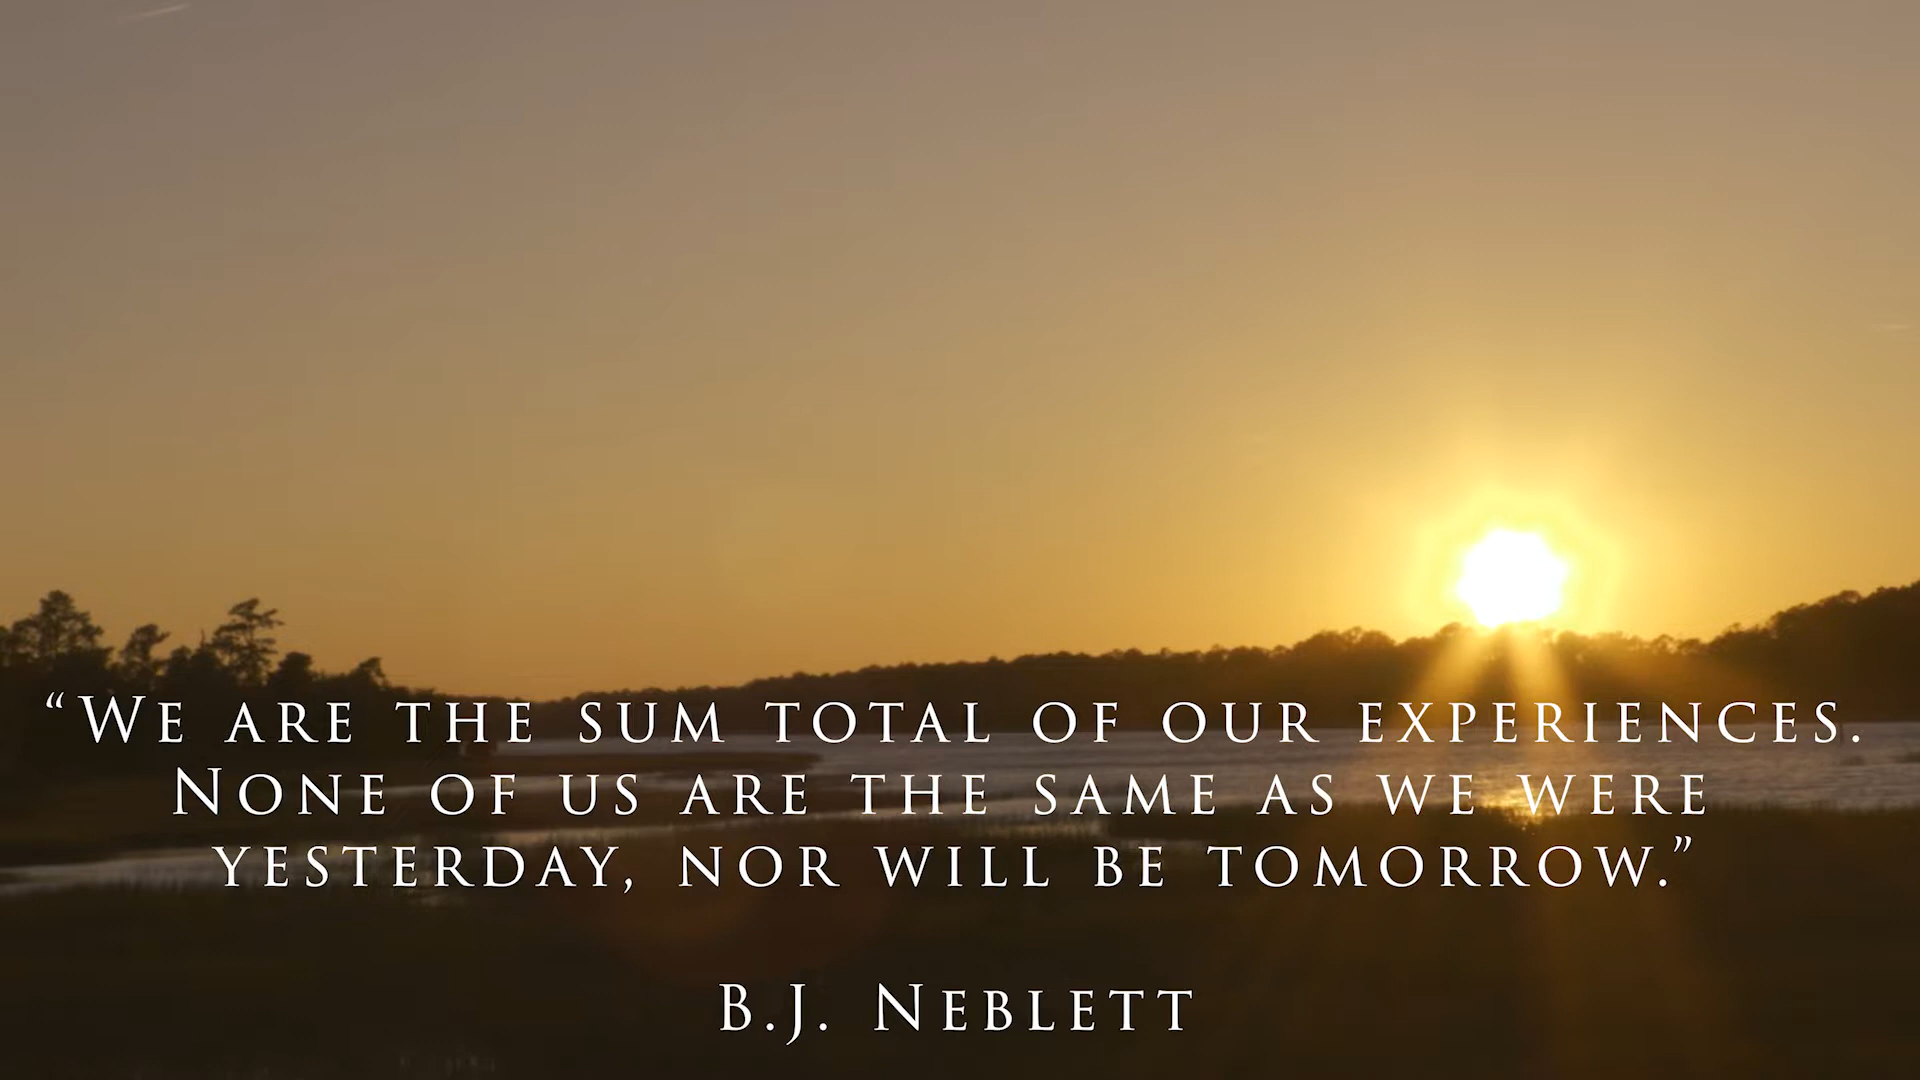 “We are the sum total of our experiences.
None of us are the same as we were
yesterday, nor will be tomorrow.”
B.J. Neblett